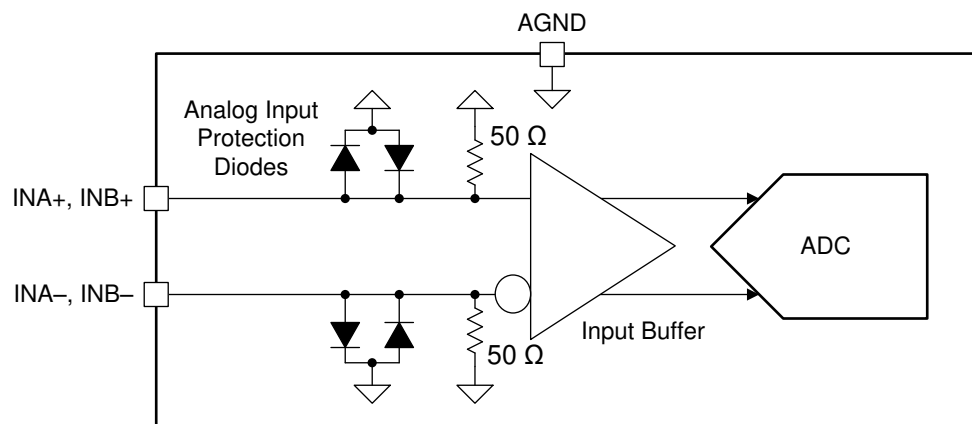 AGND
Analog Input
Protection
Diodes
50 Ω
INA+, INB+
ADC
INA–, INB–
Input Buffer
50 Ω